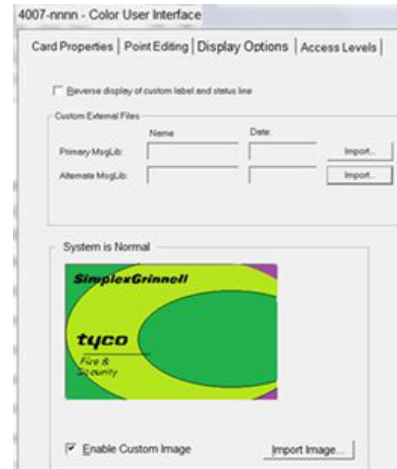 4007-nnnn - Color User Interface
Card Properties | Point Editing | Display Options | Access Levels |
Reverse display of custom label and status line
Custom External Files
Name Date:
Primary MsgLib: Import...
Alternate MsgLib: Import...
System is Normal
SimplexGrinnell
tyco
Fire &
Security
Enable Custom Image Import Image...